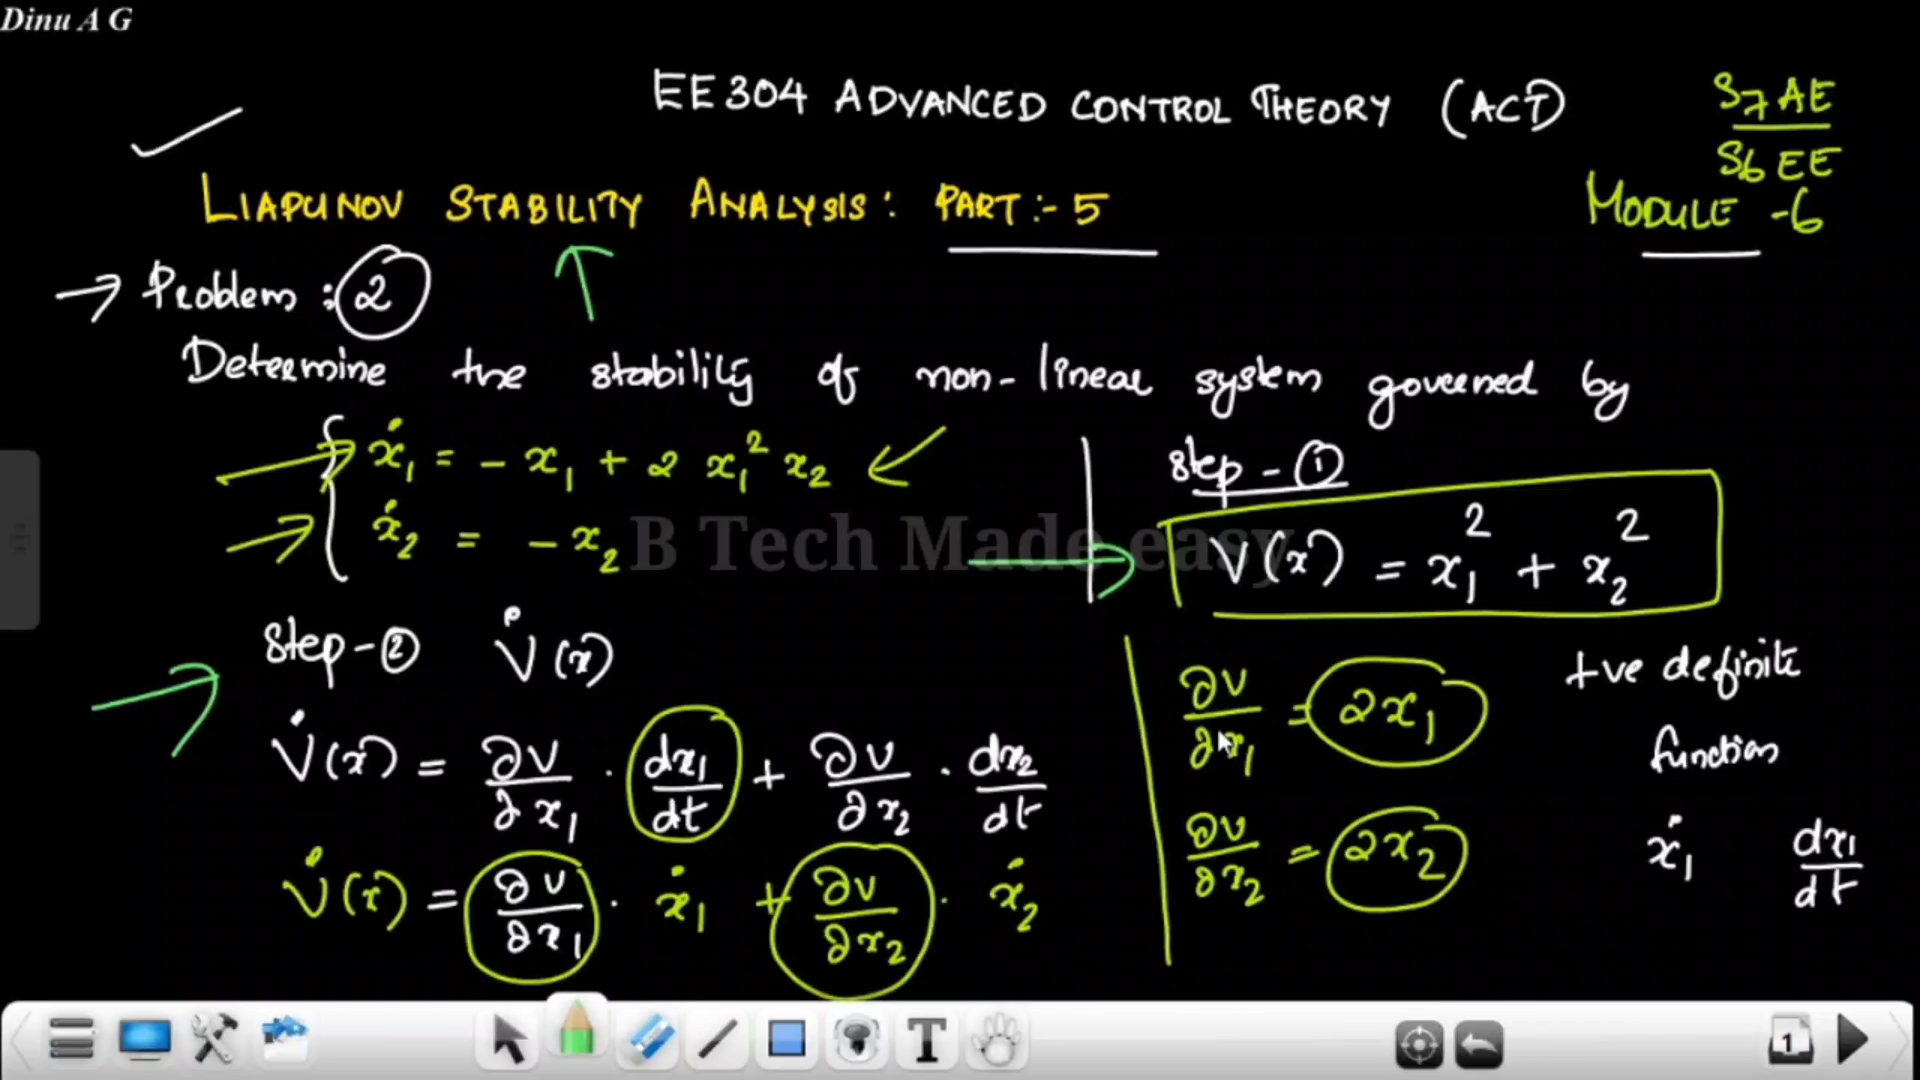 Dinu A G
EE304 ADVANCED CONTROL THEORY (ACT)
S7 AE
S6 EE
MODULE -6
LIAPUNOV STABILITY ANALYSIS: PART:- 5
Problem : 2
Determine the stability of non-linear system governed by
ẋ₁ = - x₁ + 2 x₁² x₂
ẋ₂ = - x₂
B Tech Made easy
Step - ①
V(x) = x₁² + x₂²
+ve definite
function
Step - ② V̇(x)
V̇(x) = ∂V/∂x₁ · dx₁/dt + ∂V/∂x₂ · dx₂/dt
V̇(x) = ∂V/∂x₁ · ẋ₁ + ∂V/∂x₂ · ẋ₂
∂V/∂x₁ = 2x₁
∂V/∂x₂ = 2x₂
ẋ₁ dx₁/dt
T
1